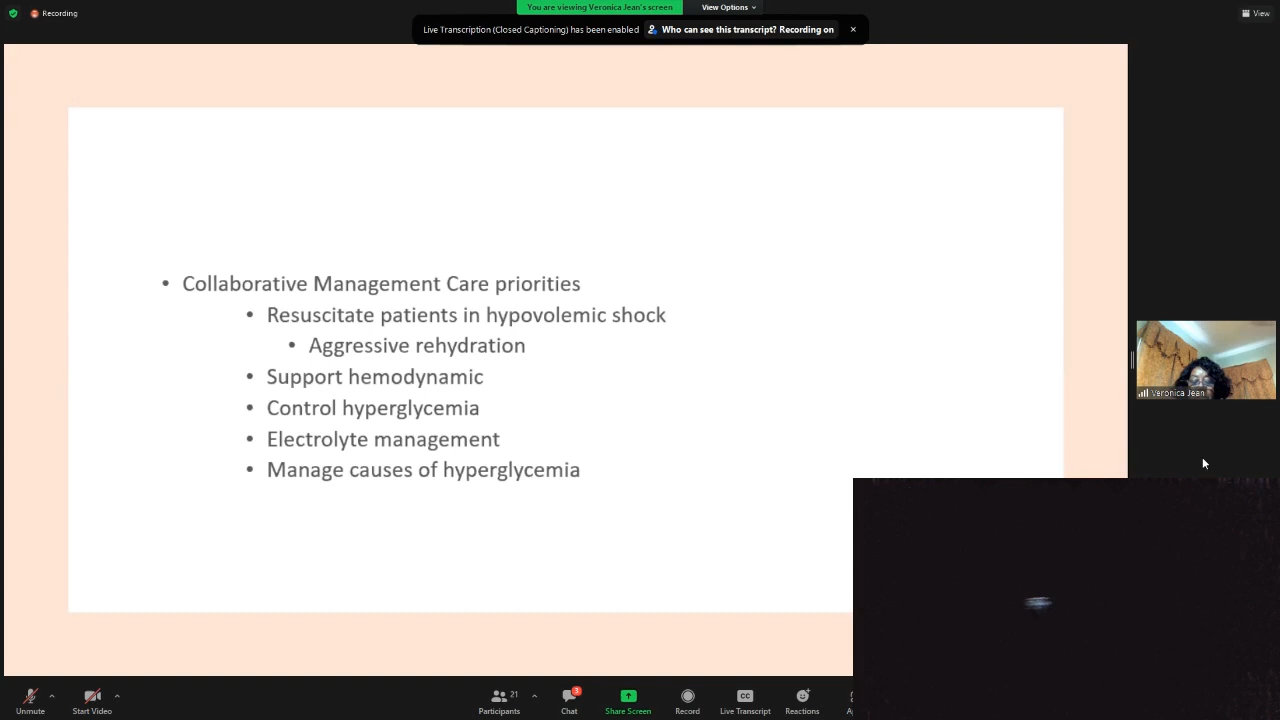 Recording
You are viewing Veronica Jean's screen
View Options
View
Live Transcription (Closed Captioning) has been enabled
Who can see this transcript? Recording on
• Collaborative Management Care priorities
• Resuscitate patients in hypovolemic shock
• Aggressive rehydration
• Support hemodynamic
• Control hyperglycemia
• Electrolyte management
• Manage causes of hyperglycemia
Veronica Jean
Unmute
Start Video
21
Participants
3
Chat
Share Screen
Record
CC
Live Transcript
Reactions